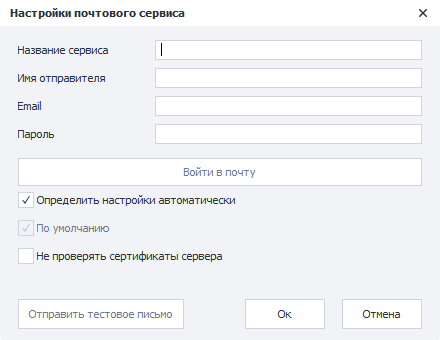 Настройки почтового сервиса
Название сервиса
Имя отправителя
Email
Пароль
Войти в почту
Определить настройки автоматически
По умолчанию
Не проверять сертификаты сервера
Отправить тестовое письмо
Ок
Отмена